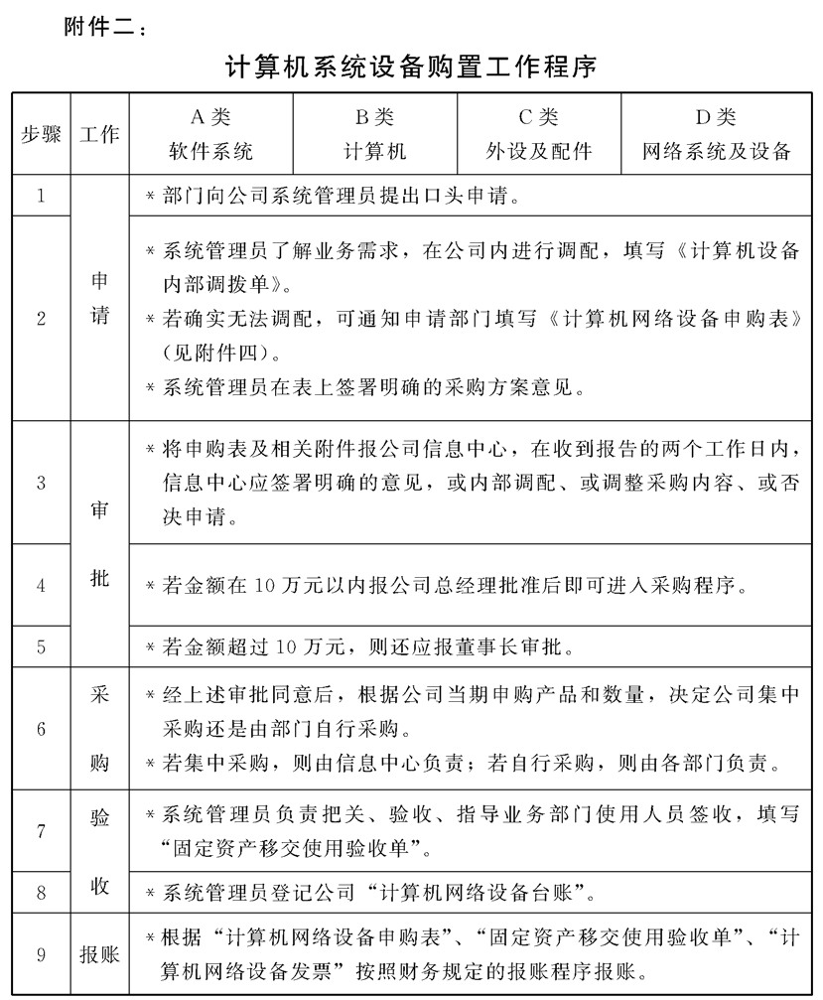 附件二：
计算机系统设备购置工作程序
步骤 工作 A 类 B 类 C 类 D 类
软件系统 计算机 外设及配件 网络系统及设备
1 申请 * 部门向公司系统管理员提出口头申请。
2 * 系统管理员了解业务需求，在公司内进行调配，填写《计算机设备
内部调拨单》。
* 若确实无法调配，可通知申请部门填写《计算机网络设备申购表》
（见附件四）。
* 系统管理员在表上签署明确的采购方案意见。
3 审批 * 将申购表及相关附件报公司信息中心，在收到报告的两个工作日内，
信息中心应签署明确的意见，或内部调配、或调整采购内容、或否
决申请。
4 * 若金额在 10 万元以内报公司总经理批准后即可进入采购程序。
5 * 若金额超过 10 万元，则还应报董事长审批。
6 采购 * 经上述审批同意后，根据公司当期申购产品和数量，决定公司集中
采购还是由部门自行采购。
* 若集中采购，则由信息中心负责；若自行采购，则由各部门负责。
7 验收 * 系统管理员负责把关、验收、指导业务部门使用人员签收，填写
“固定资产移交使用验收单”。
8 * 系统管理员登记公司“计算机网络设备台账”。
9 报账 * 根据“计算机网络设备申购表”、“固定资产移交使用验收单”、“计
算机网络设备发票”按照财务规定的报账程序报账。